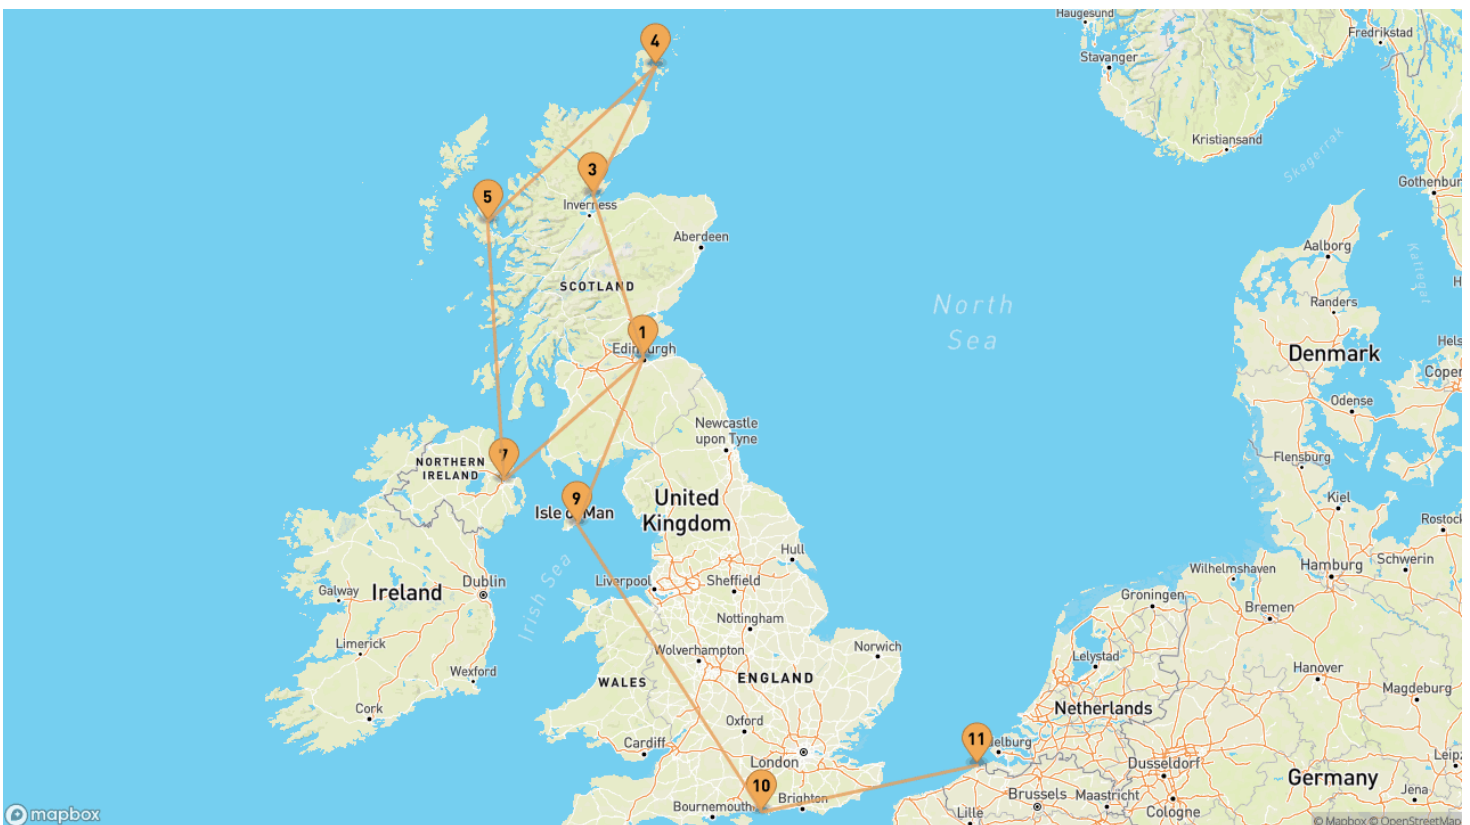 Haugesund
Fredrikstad
4
Stavanger
Kristiansand
Skagerrak
3
Gothenbur
5
Inverness
Aberdeen
Aalborg
Kattegat
SCOTLAND
H
North
Sea
Randers
1
Edinburgh
Denmark
Hels
Copen
Odense
Newcastle
upon Tyne
7
NORTHERN
IRELAND
Flensburg
9
Isle of Man
United
Kingdom
Kiel
Rostock
Hull
Irish Sea
Wilhelmshaven
Hamburg
Schwerin
Liverpool
Sheffield
Dublin
Galway
Ireland
Groningen
Bremen
Nottingham
Limerick
Wolverhampton
Norwich
Lelystad
Hanover
Wexford
WALES
ENGLAND
Magdeburg
Cork
Netherlands
Oxford
Cardiff
London
11
delburg
Dusseldorf
Leipz
Germany
10
Bournemouth
Brighton
Brussels
Maastricht
Cologne
Jena
Lille
mapbox
© Mapbox © OpenStreetMap